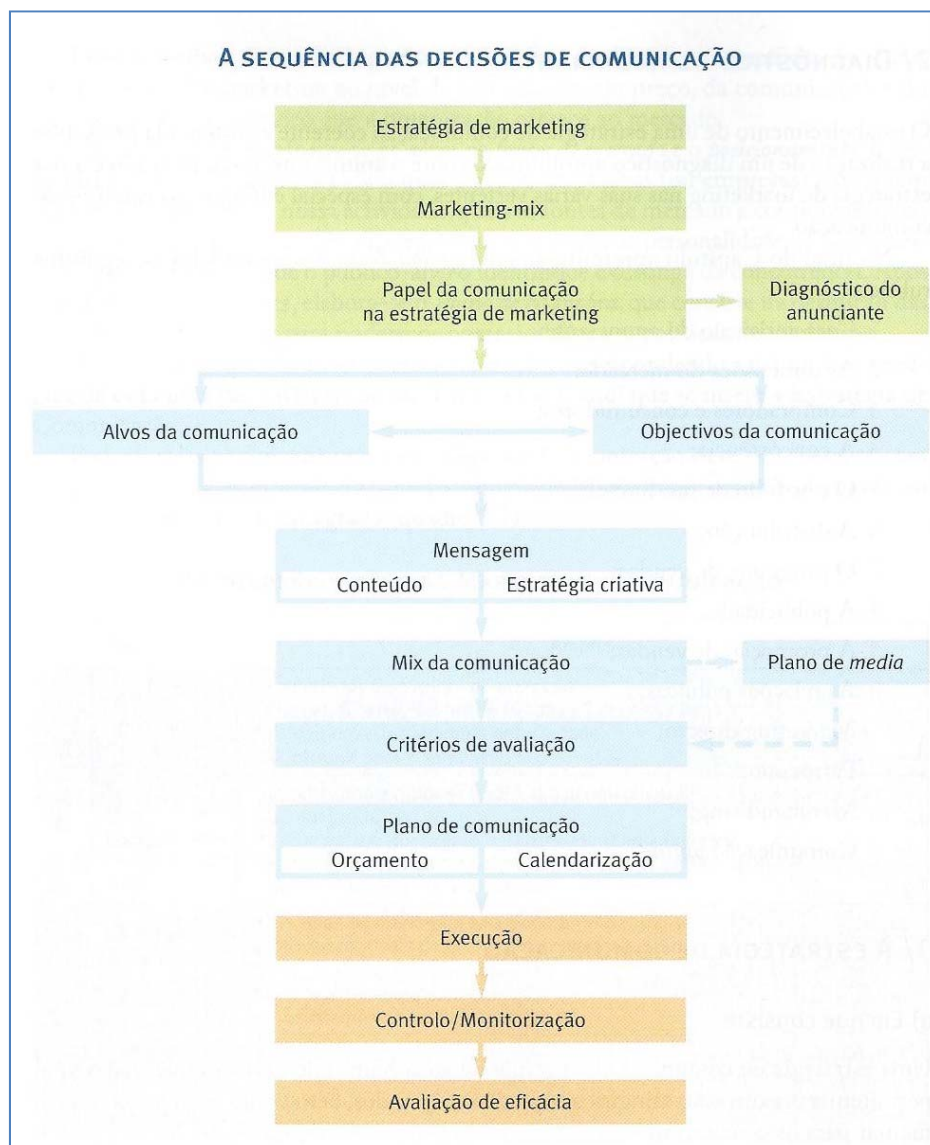 A SEQUÊNCIA DAS DECISÕES DE COMUNICAÇÃO
Estratégia de marketing
Marketing-mix
Papel da comunicação
na estratégia de marketing
Diagnóstico do
anunciante
Alvos da comunicação
Objectivos da comunicação
Mensagem
Conteúdo
Estratégia criativa
Mix da comunicação
Plano de media
Critérios de avaliação
Plano de comunicação
Orçamento
Calendarização
Execução
Controlo/Monitorização
Avaliação de eficácia